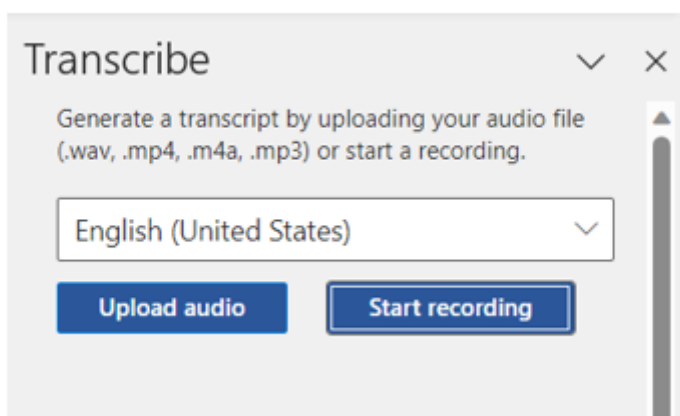 Transcribe
Generate a transcript by uploading your audio file
(.wav, .mp4, .m4a, .mp3) or start a recording.
English (United States)
Upload audio
Start recording